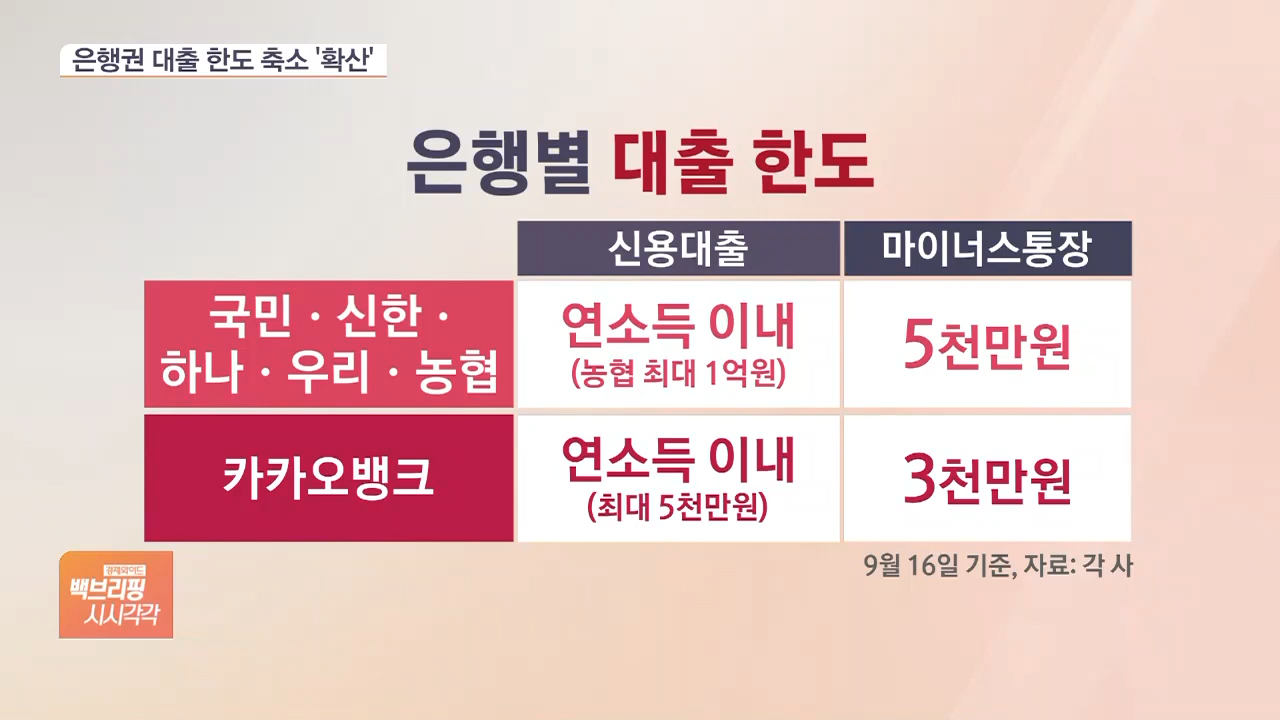 은행권 대출 한도 축소 '확산'
은행별 대출 한도
신용대출 마이너스통장
국민 · 신한 ·
하나 · 우리 · 농협
연소득 이내
(농협 최대 1억원)
5천만원
카카오뱅크
연소득 이내
(최대 5천만원)
3천만원
9월 16일 기준, 자료: 각 사
경제와이드
백브리핑
시시각각